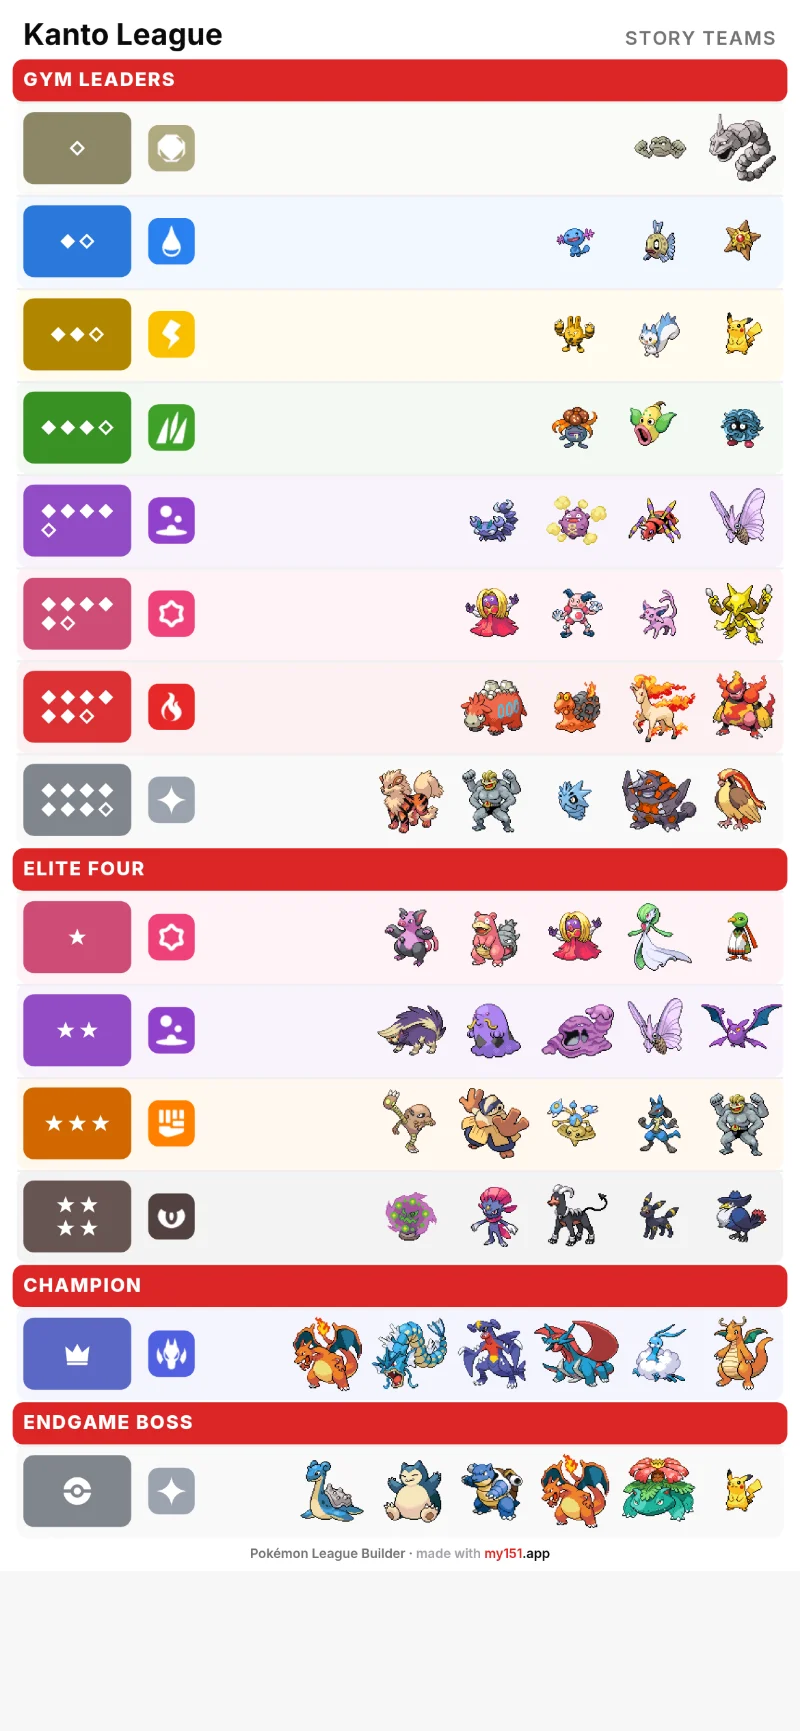 Kanto League
STORY TEAMS
GYM LEADERS
ELITE FOUR
CHAMPION
ENDGAME BOSS
Pokémon League Builder · made with my151.app